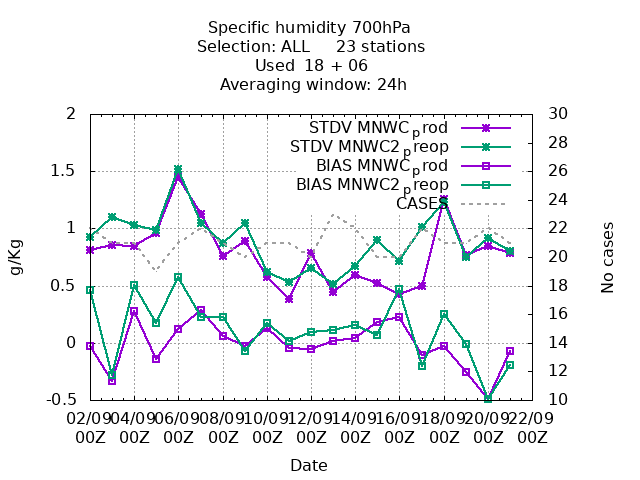 Specific humidity 700hPa
Selection: ALL     23 stations
Used  18 + 06
Averaging window: 24h
STDV MNWC_prod
STDV MNWC2_preop
BIAS MNWC_prod
BIAS MNWC2_preop
CASES
2
1.5
1
0.5
0
-0.5
g/Kg
30
28
26
24
22
20
18
16
14
12
10
No cases
02/09 04/09 06/09 08/09 10/09 12/09 14/09 16/09 18/09 20/09 22/09
00Z 00Z 00Z 00Z 00Z 00Z 00Z 00Z 00Z 00Z 00Z
Date